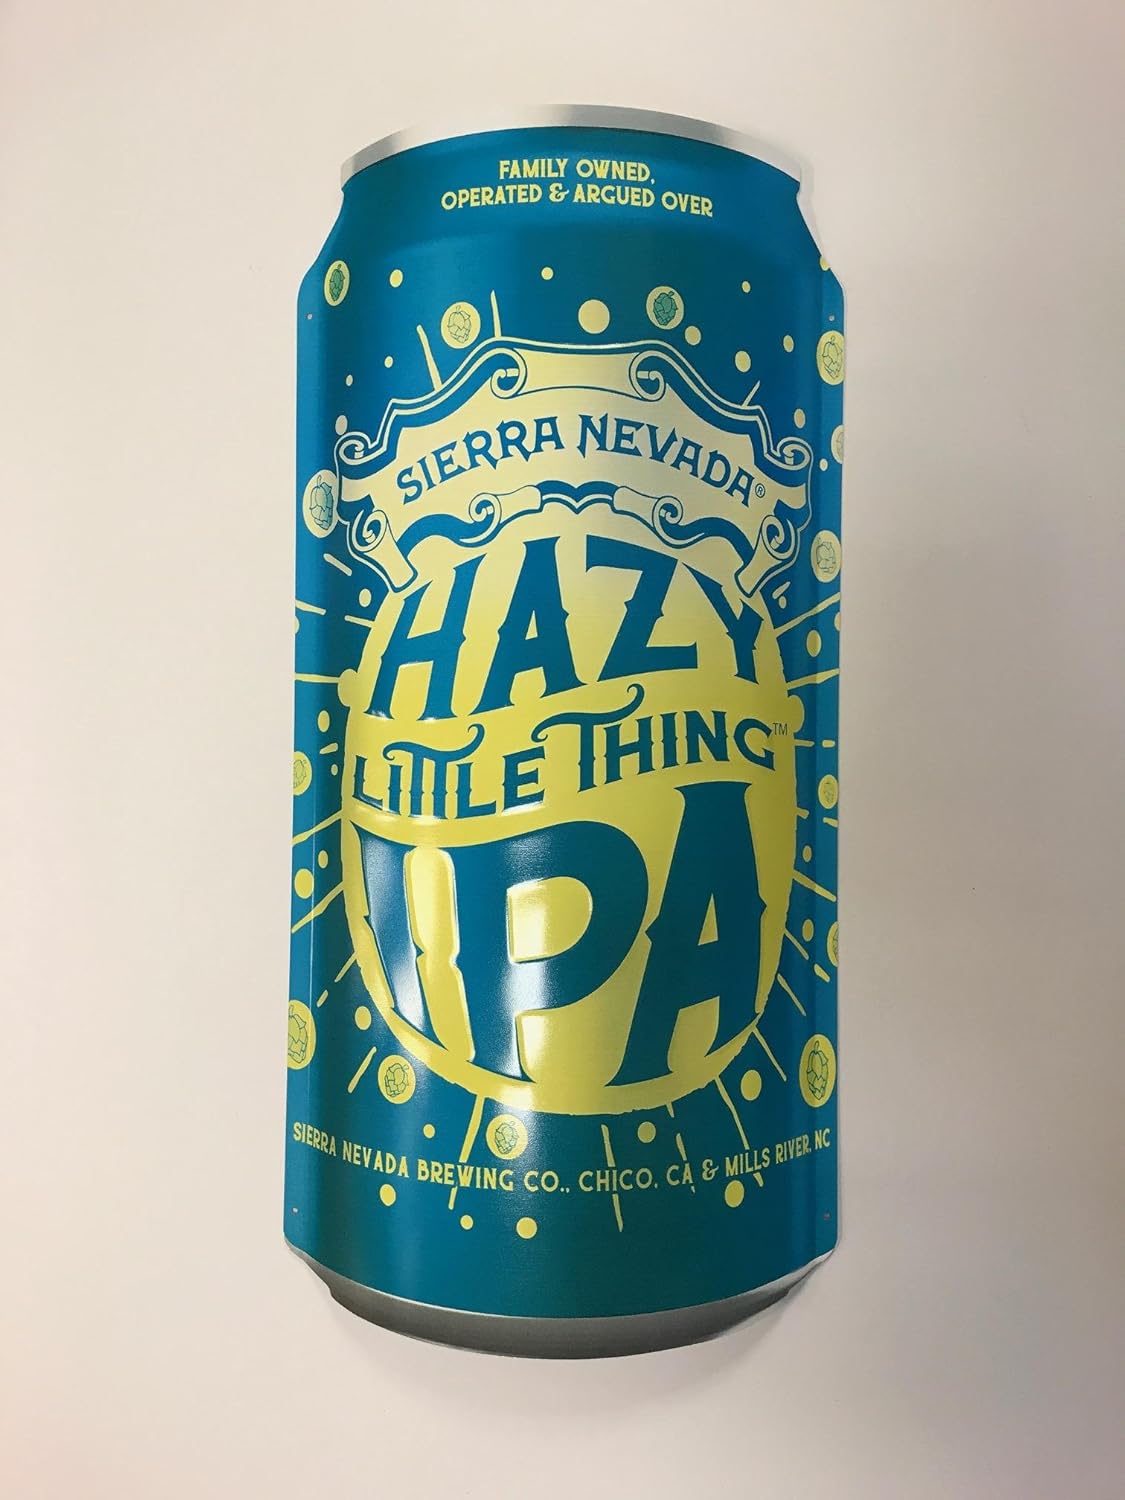 FAMILY OWNED,
OPERATED & ARGUED OVER
SIERRA NEVADA®
HAZY
LITTLE THING™
IPA
SIERRA NEVADA BREWING CO., CHICO, CA & MILLS RIVER, NC